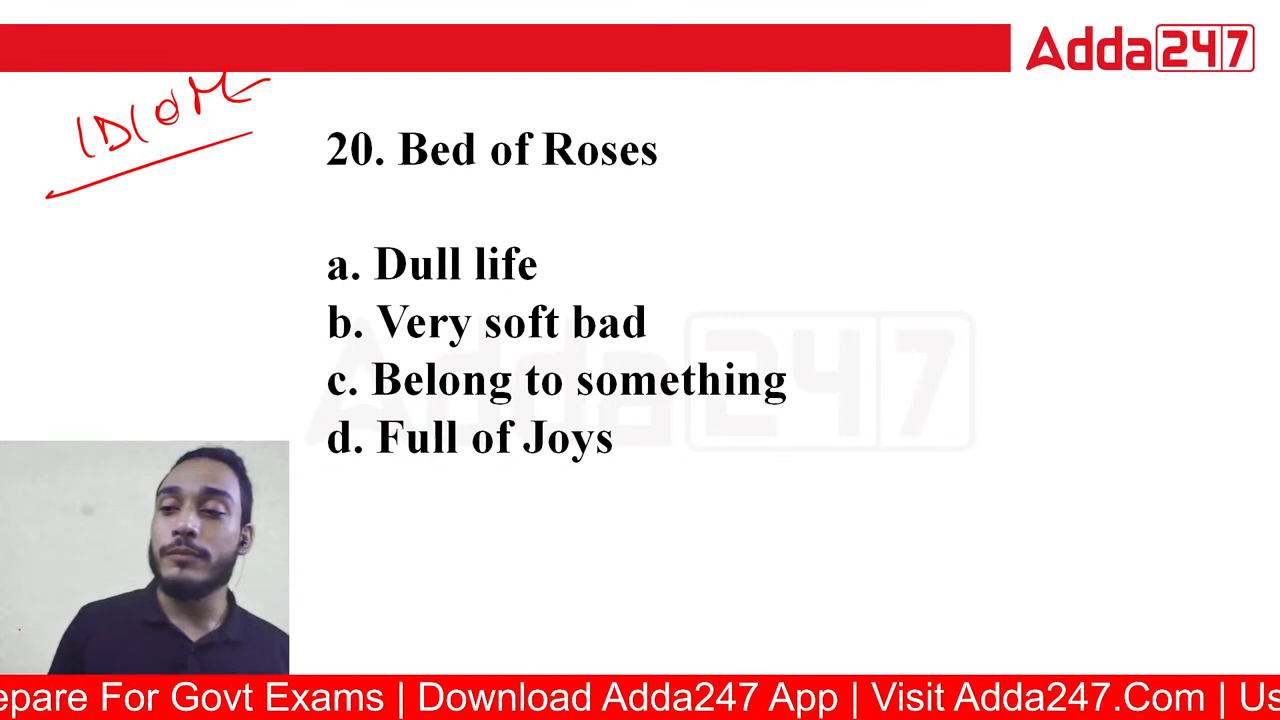 Adda247
IDIOM
20. Bed of Roses
a. Dull life
b. Very soft bad
c. Belong to something
d. Full of Joys
Adda247
epare For Govt Exams | Download Adda247 App | Visit Adda247.Com | Us